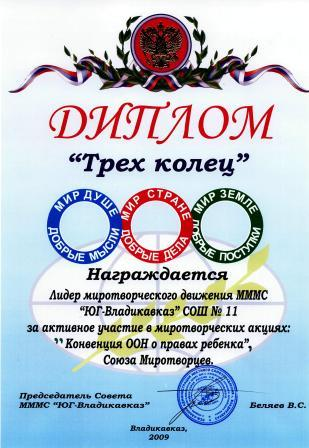 ДИПЛОМ
“Трех колец”
МИР ДУШЕ
ДОБРЫЕ МЫСЛИ
МИР СТРАНЕ
ДОБРЫЕ ДЕЛА
МИР ЗЕМЛЕ
ДОБРЫЕ ПОСТУПКИ
Награждается
Лидер миротворческого движения МММС
“ЮГ-Владикавказ” СОШ № 11
за активное участие в миротворческих акциях:
”Конвенция ООН о правах ребенка”,
Союза Миротворцев.
Председатель Совета
МММС “ЮГ-Владикавказ”
Беляев В.С.
Владикавказ,
2009